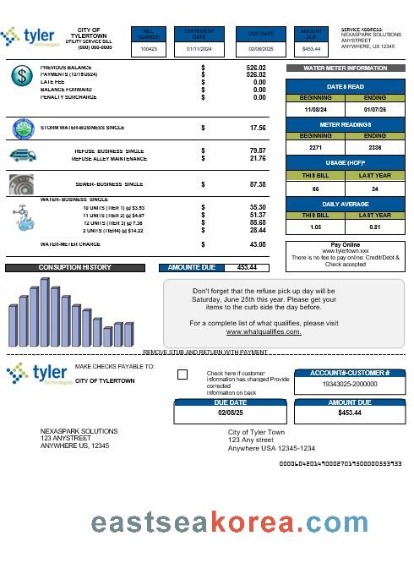 tyler
technologies
CITY OF
TYLERTOWN
UTILITY SERVICE BILL
(000) 000-0000
BILL
NUMBER
100423
STATEMENT
DATE
01/11/2024
DUE DATE
02/08/2025
AMOUNT
DUE
$453.44
SERVICE ADDRESS
NEXASPARK SOLUTIONS
ANYSTREET
ANYWHERE, US 12345
PREVIOUS BALANCE $ 526.02
PAYMENTS (12/18/2024) $ 526.02
LATE FEE $ 0.00
BALANCE FORWARD $ 0.00
PENALTY SURCHARGE $ 0.00
STORM WATER-BUSINESS SINGLE $ 17.56
REFUSE BUSINESS SINGLE $ 79.87
REFUSE ALLEY MAINTENANCE $ 21.76
SEWER- BUSINESS SINGLE $ 87.38
WATER- BUSINESS SINGLE
10 UNITS (TIER 1) @ $3.53 35.30
11 UNITS (TIER 2) @ $4.67 51.37
12 UNITS (TIER 3) @ 7.38 88.68
2 UNITS (TIER4) @ $14.22 28.44
WATER-METER CHARGE $ 43.08
WATER METER INFORMATION
DATES READ
BEGINNING ENDING
11/08/24 01/07/25
METER READINGS
BEGINNING ENDING
2271 2336
USAGE (HCF)*
THIS BILL LAST YEAR
66 34
DAILY AVERAGE
THIS BILL LAST YEAR
1.05 0.81
Pay Online
www.tylertown.xxx
There is no fee to pay online: Credit/Debit &
Check accepted
CONSUPTION HISTORY
AMOUNTE DUE 453.44
Don't forget that the refuse pick up day will be
Saturday, June 25th this year. Please get your
items to the curb side the day before.
For a complete list of what qualifies, please visit
www.whatqualifies.com.
REMOVE STUB AND RETURN WITH PAYMENT
tyler
technologies
MAKE CHECKS PAYABLE TO:
CITY OF TYLERTOWN
Check here if customer
information has changed Provide
corrected
Information on back
ACCOUNT#-CUSTOMER #
19343025-2000000
DUE DATE
02/08/25
AMOUNT DUE
$453.44
NEXASPARK SOLUTIONS
123 ANYSTREET
ANYWHERE US, 12345
City of Tyler Town
123 Any street
Anywhere USA 12345-1234
eastseakorea.com